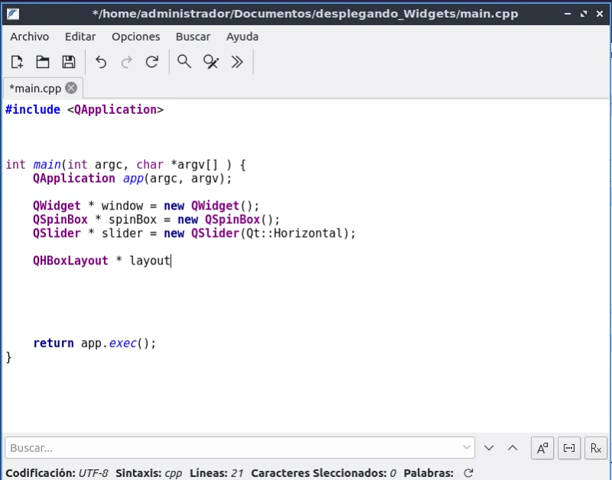 */home/administrador/Documentos/desplegando_Widgets/main.cpp
Archivo Editar Opciones Buscar Ayuda
*main.cpp
#include <QApplication>
int main(int argc, char *argv[] ) {
    QApplication app(argc, argv);
    QWidget * window = new QWidget();
    QSpinBox * spinBox = new QSpinBox();
    QSlider * slider = new QSlider(Qt::Horizontal);
    QHBoxLayout * layout
    return app.exec();
}
Buscar...
Codificación: UTF-8 Sintaxis: cpp Líneas: 21 Caracteres Sleccionados: 0 Palabras: